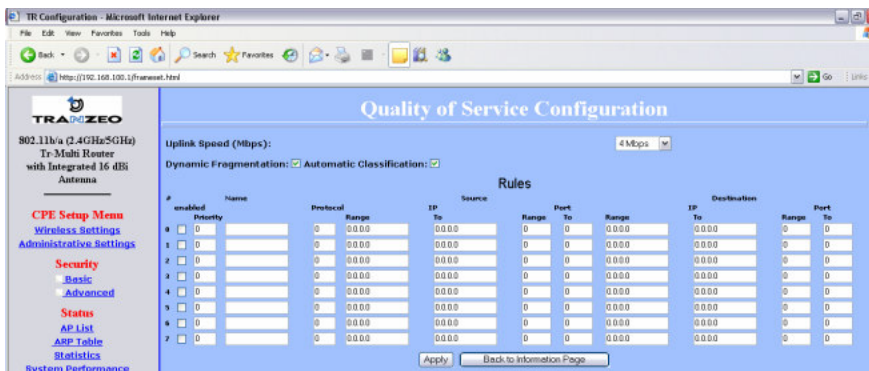 TR Configuration - Microsoft Internet Explorer
File Edit View Favorites Tools Help
Back Search Favorites
Address http://192.168.100.1/frameset.html Go Links
TRANZEO
802.11b/a (2.4GHz/5GHz)
Tr-Multi Router
with Integrated 16 dBi
Antenna
CPE Setup Menu
Wireless Settings
Administrative Settings
Security
Basic
Advanced
Status
AP List
ARP Table
Statistics
System Performance
Quality of Service Configuration
Uplink Speed (Mbps): 4 Mbps
Dynamic Fragmentation: Automatic Classification:
Rules
# Name Source Destination
enabled Protocol IP Port IP Port
Priority Range To Range To Range To Range To
0 0 0 0.0.0.0 0.0.0.0 0 0 0.0.0.0 0.0.0.0 0 0
1 0 0 0.0.0.0 0.0.0.0 0 0 0.0.0.0 0.0.0.0 0 0
2 0 0 0.0.0.0 0.0.0.0 0 0 0.0.0.0 0.0.0.0 0 0
3 0 0 0.0.0.0 0.0.0.0 0 0 0.0.0.0 0.0.0.0 0 0
4 0 0 0.0.0.0 0.0.0.0 0 0 0.0.0.0 0.0.0.0 0 0
5 0 0 0.0.0.0 0.0.0.0 0 0 0.0.0.0 0.0.0.0 0 0
6 0 0 0.0.0.0 0.0.0.0 0 0 0.0.0.0 0.0.0.0 0 0
7 0 0 0.0.0.0 0.0.0.0 0 0 0.0.0.0 0.0.0.0 0 0
Apply Back to Information Page